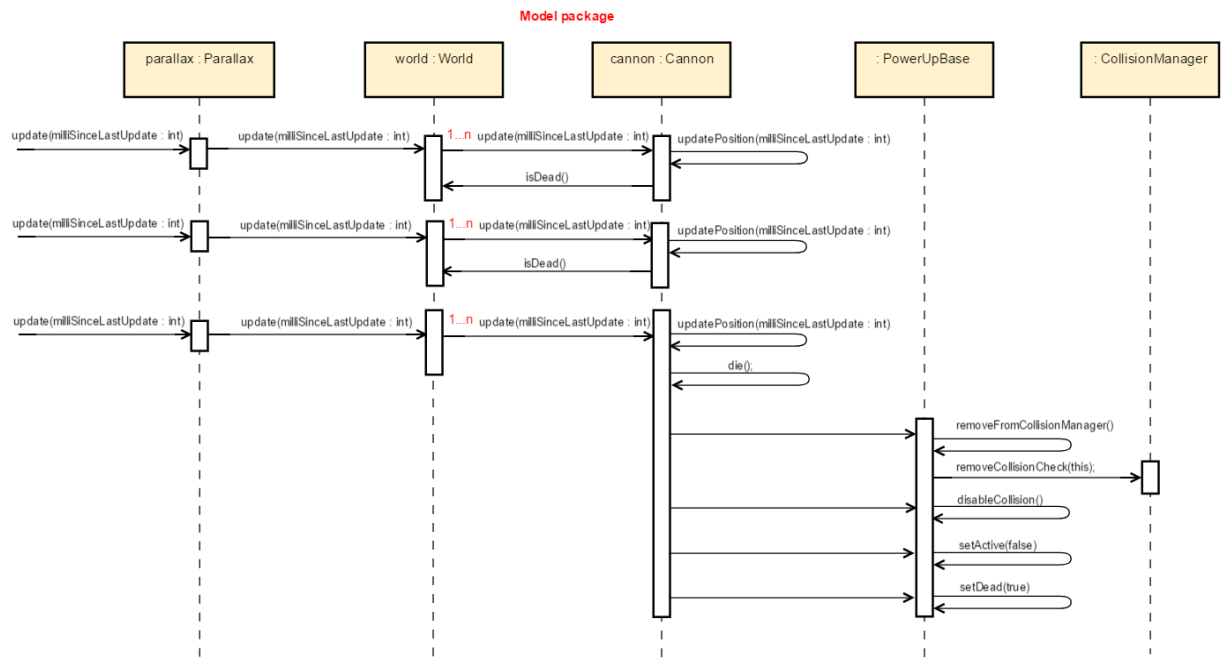 Model package
parallax : Parallax
world : World
cannon : Cannon
: PowerUpBase
: CollisionManager
update(milliSinceLastUpdate : int)
update(milliSinceLastUpdate : int)
1...n
update(milliSinceLastUpdate : int)
updatePosition(milliSinceLastUpdate : int)
isDead()
update(milliSinceLastUpdate : int)
update(milliSinceLastUpdate : int)
1...n
update(milliSinceLastUpdate : int)
updatePosition(milliSinceLastUpdate : int)
isDead()
update(milliSinceLastUpdate : int)
update(milliSinceLastUpdate : int)
1...n
update(milliSinceLastUpdate : int)
updatePosition(milliSinceLastUpdate : int)
die();
removeFromCollisionManager()
removeCollisionCheck(this);
disableCollision()
setActive(false)
setDead(true)